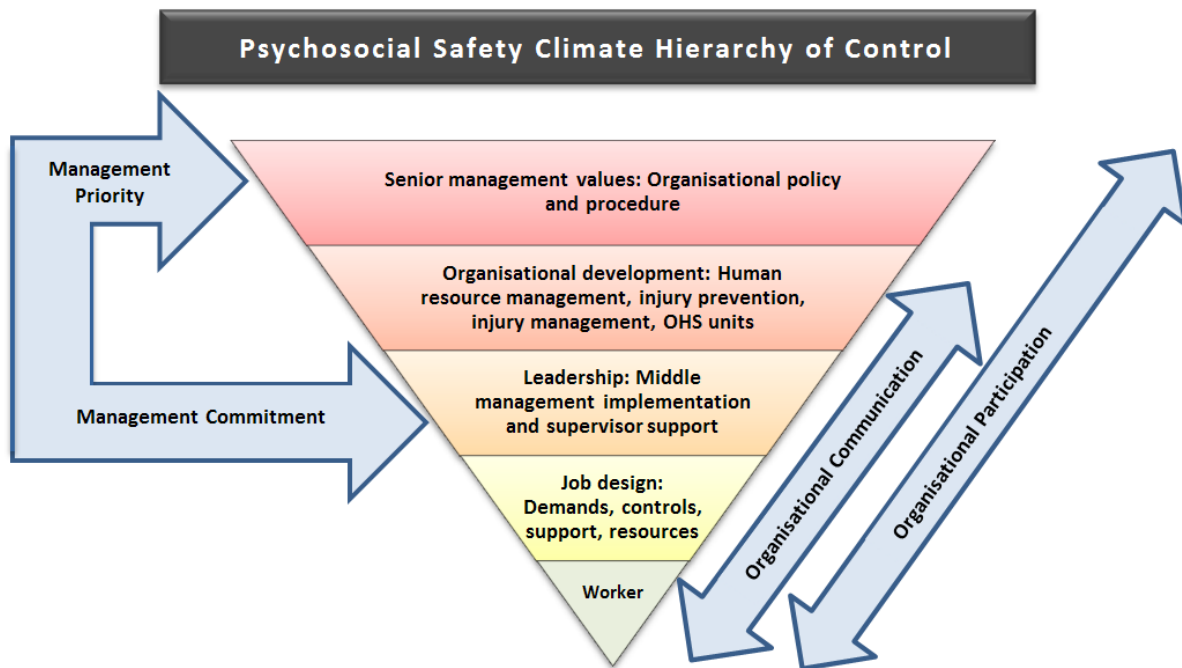 Psychosocial Safety Climate Hierarchy of Control
Management
Priority
Senior management values: Organisational policy
and procedure
Organisational development: Human
resource management, injury prevention,
injury management, OHS units
Leadership: Middle
management implementation
and supervisor support
Management Commitment
Job design:
Demands, controls,
support, resources
Worker
Organisational Communication
Organisational Participation